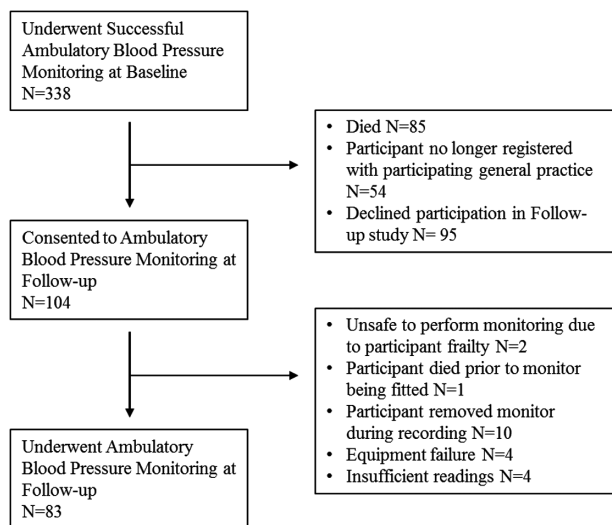 Underwent Successful
Ambulatory Blood Pressure
Monitoring at Baseline
N=338
• Died N=85
• Participant no longer registered
with participating general practice
N=54
• Declined participation in Follow-
up study N= 95
Consented to Ambulatory
Blood Pressure Monitoring at
Follow-up
N=104
• Unsafe to perform monitoring due
to participant frailty N=2
• Participant died prior to monitor
being fitted N=1
• Participant removed monitor
during recording N=10
• Equipment failure N=4
• Insufficient readings N=4
Underwent Ambulatory
Blood Pressure Monitoring at
Follow-up
N=83